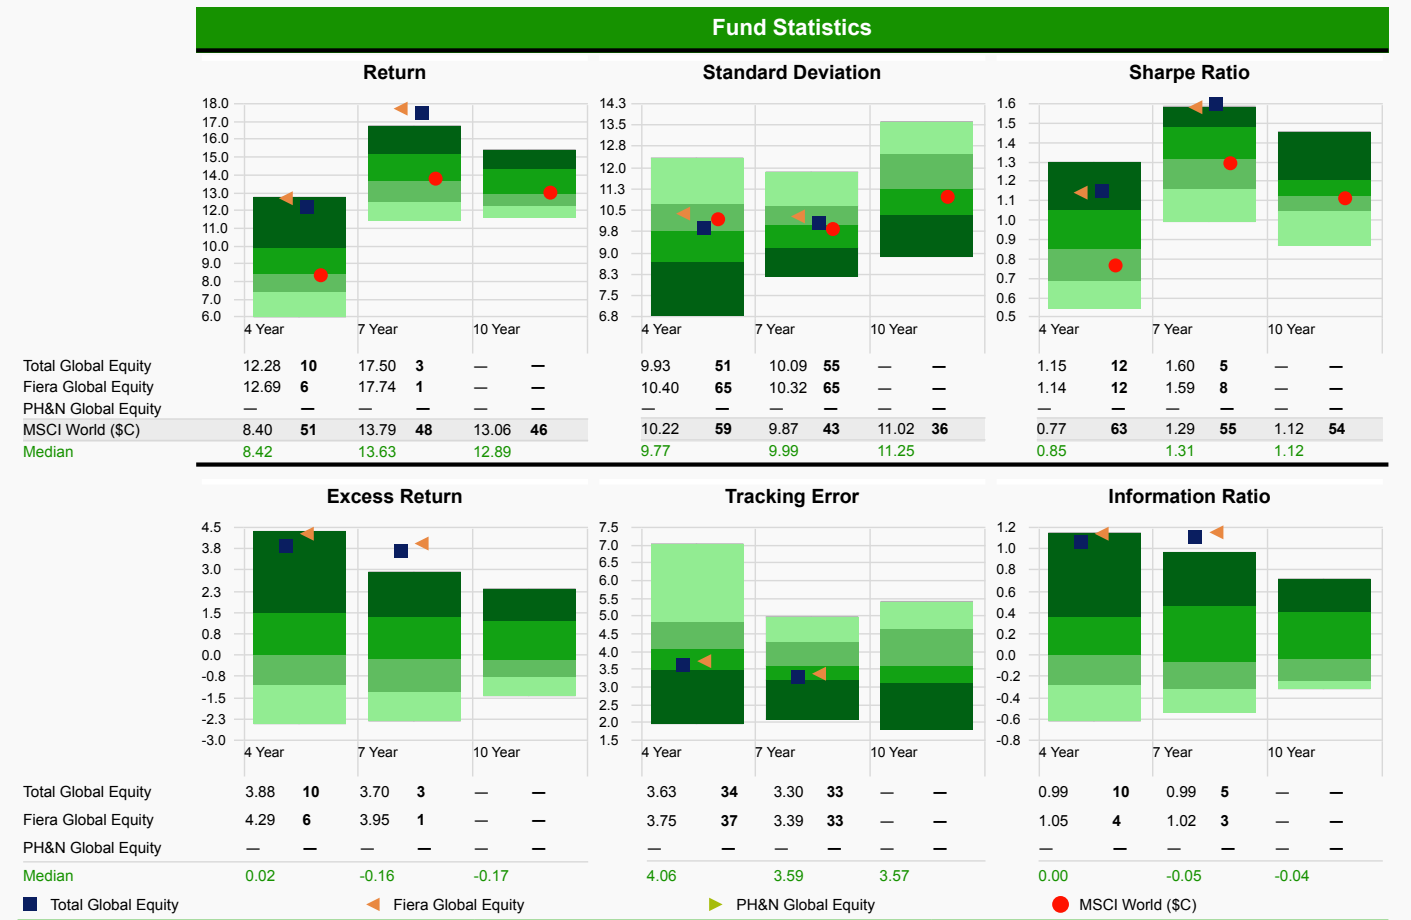 Fund Statistics
Return Standard Deviation Sharpe Ratio
18.0 14.3 1.6
17.0 13.5 1.5
16.0 12.8 1.4
15.0
14.0 12.0 1.3
13.0 11.3 1.2
12.0 10.5 1.1
11.0 9.8 1.0
10.0 9.0 0.9
9.0 8.3 0.8
8.0 0.7
7.0 7.5 0.6
6.0 6.8 0.5
4 Year 7 Year 10 Year 4 Year 7 Year 10 Year 4 Year 7 Year 10 Year
Total Global Equity 12.28 10 17.50 3 — — 9.93 51 10.09 55 — — 1.15 12 1.60 5 — —
Fiera Global Equity 12.69 6 17.74 1 — — 10.40 65 10.32 65 — — 1.14 12 1.59 8 — —
PH&N Global Equity — — — — — — — — — — — — — — — — — —
MSCI World ($C) 8.40 51 13.79 48 13.06 46 10.22 59 9.87 43 11.02 36 0.77 63 1.29 55 1.12 54
Median 8.42 13.63 12.89 9.77 9.99 11.25 0.85 1.31 1.12
Excess Return Tracking Error Information Ratio
4.5 7.5 1.2
3.8 7.0 1.0
3.0 6.5 0.8
2.3 6.0 0.6
1.5 5.5 0.4
5.0
0.8 4.5 0.2
0.0 4.0 0.0
-0.8 3.5 -0.2
3.0
-1.5 2.5 -0.4
-2.3 2.0 -0.6
-3.0 1.5 -0.8
4 Year 7 Year 10 Year 4 Year 7 Year 10 Year 4 Year 7 Year 10 Year
Total Global Equity 3.88 10 3.70 3 — — 3.63 34 3.30 33 — — 0.99 10 0.99 5 — —
Fiera Global Equity 4.29 6 3.95 1 — — 3.75 37 3.39 33 — — 1.05 4 1.02 3 — —
PH&N Global Equity — — — — — — — — — — — — — — — — — —
Median 0.02 -0.16 -0.17 4.06 3.59 3.57 0.00 -0.05 -0.04
Total Global Equity Fiera Global Equity PH&N Global Equity MSCI World ($C)